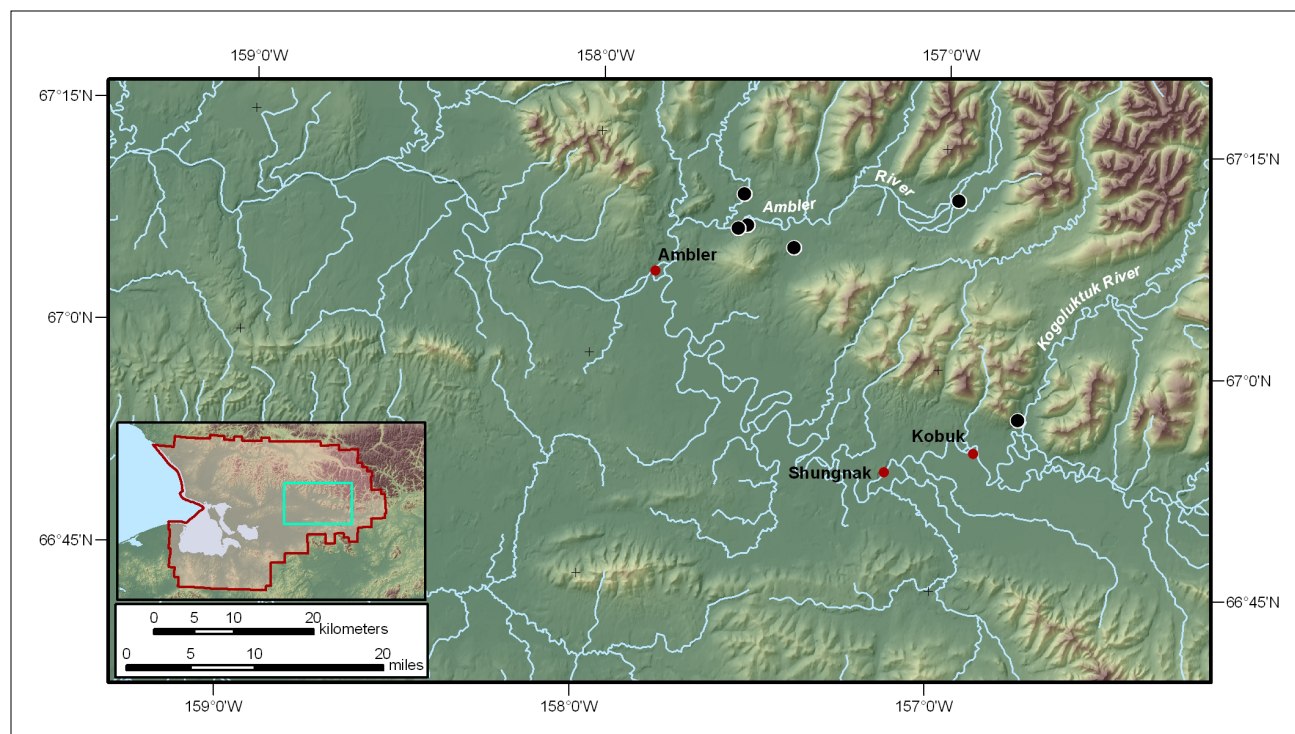 159°0'W 158°0'W 157°0'W
67°15'N
67°15'N
River
Ambler
Ambler
Kogoluktuk River
67°0'N
67°0'N
Kobuk
Shungnak
66°45'N
66°45'N
0 5 10 20
kilometers
0 5 10 20
miles
159°0'W 158°0'W 157°0'W